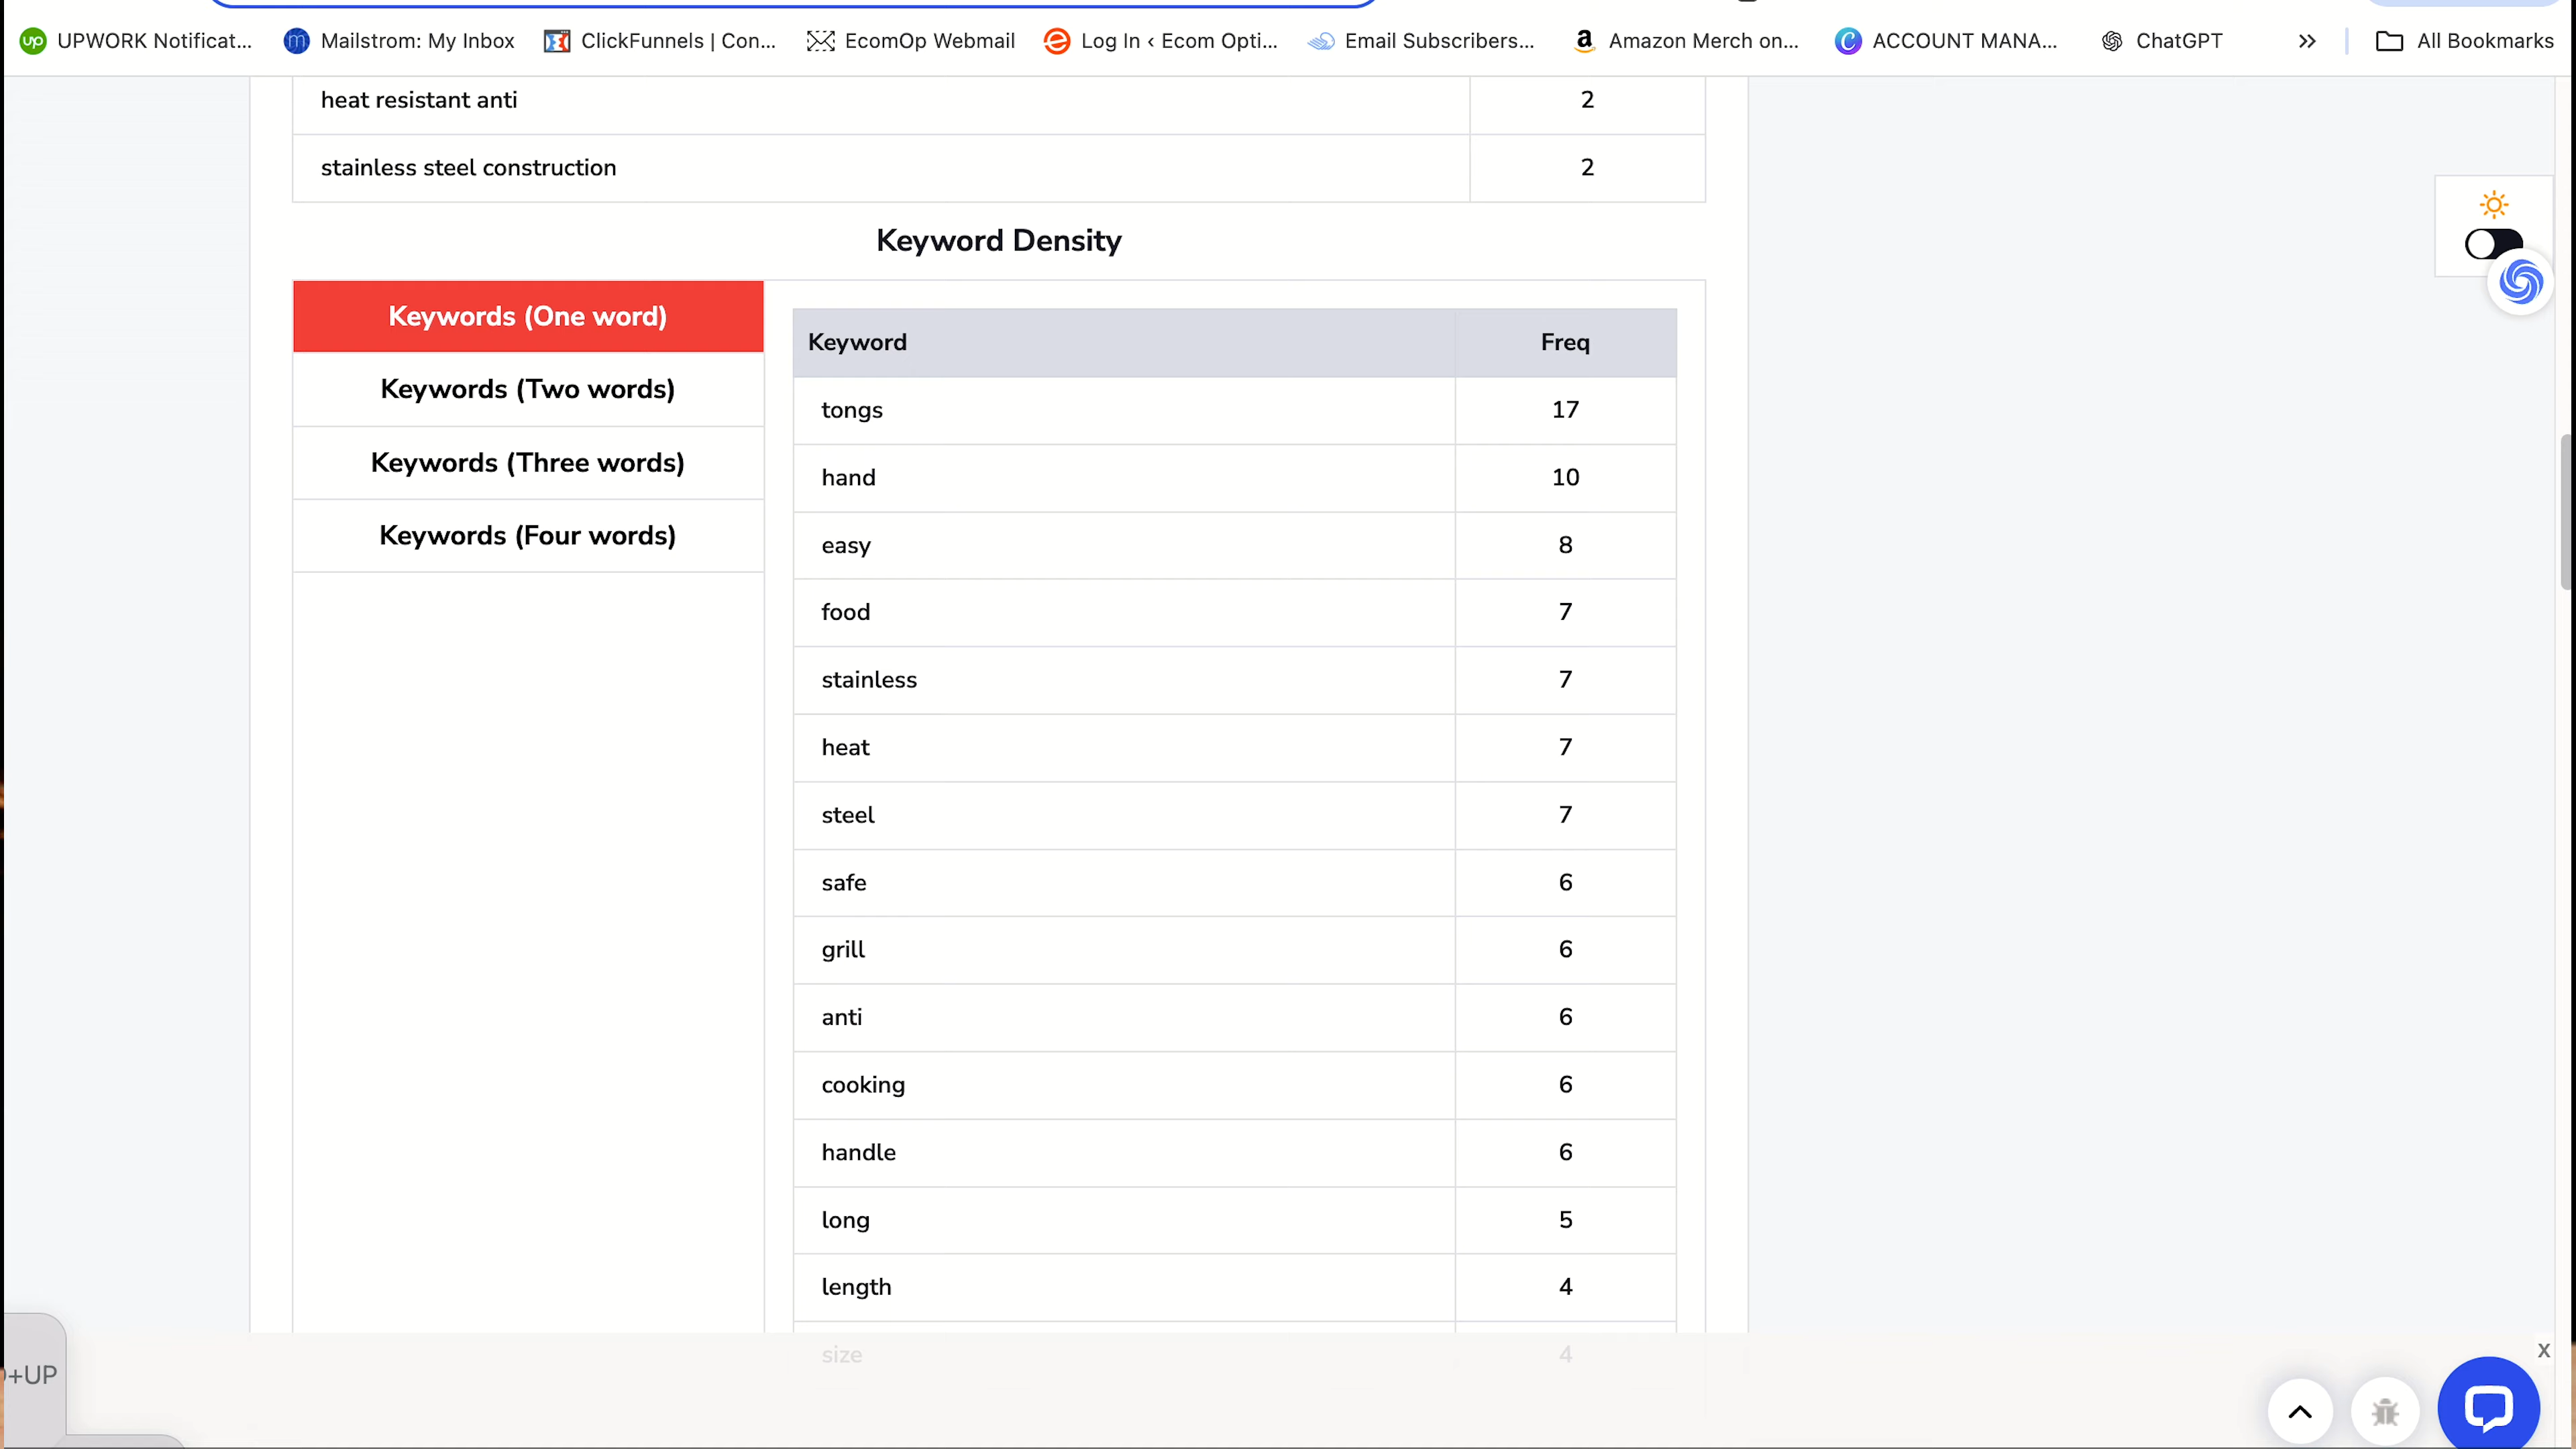 UPWORK Notificat... Mailstrom: My Inbox ClickFunnels | Con... EcomOp Webmail Log In ‹ Ecom Opti... Email Subscribers... Amazon Merch on... ACCOUNT MANA... ChatGPT » All Bookmarks
heat resistant anti 2
stainless steel construction 2
Keyword Density
Keywords (One word)
Keywords (Two words)
Keywords (Three words)
Keywords (Four words)
Keyword Freq
tongs 17
hand 10
easy 8
food 7
stainless 7
heat 7
steel 7
safe 6
grill 6
anti 6
cooking 6
handle 6
long 5
length 4
size 4
+UP
X